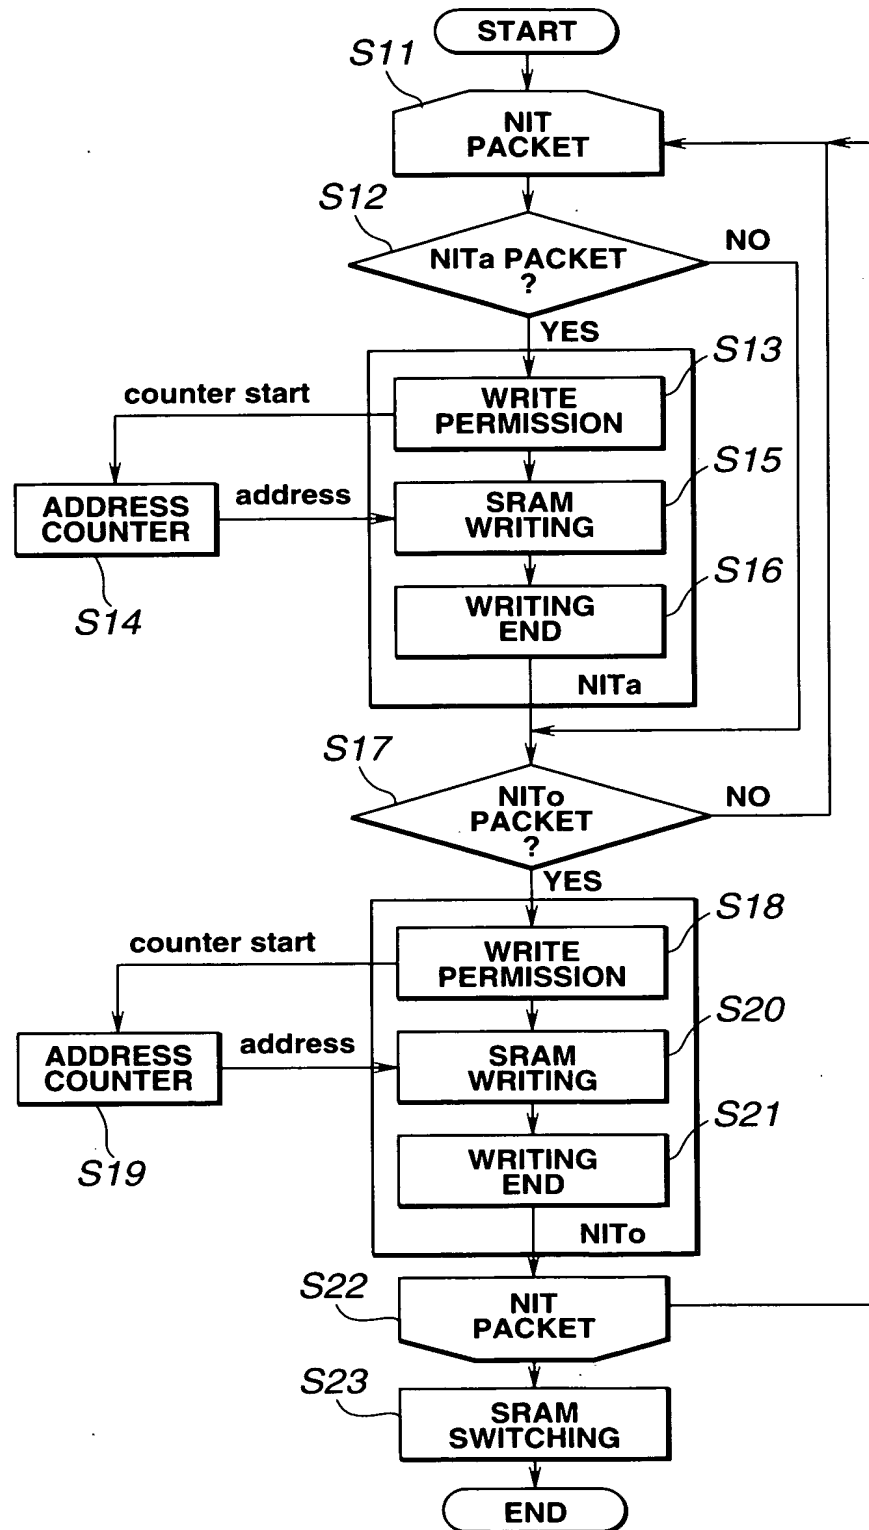 START
S11
NIT
PACKET
S12
NO
NITa PACKET
?
YES
S13
counter start
WRITE
PERMISSION
S15
address
ADDRESS
COUNTER
SRAM
WRITING
S14
S16
WRITING
END
NITa
S17
NO
NITo
PACKET
?
YES
S18
counter start
WRITE
PERMISSION
S20
address
ADDRESS
COUNTER
SRAM
WRITING
S19
S21
WRITING
END
NITo
S22
NIT
PACKET
S23
SRAM
SWITCHING
END